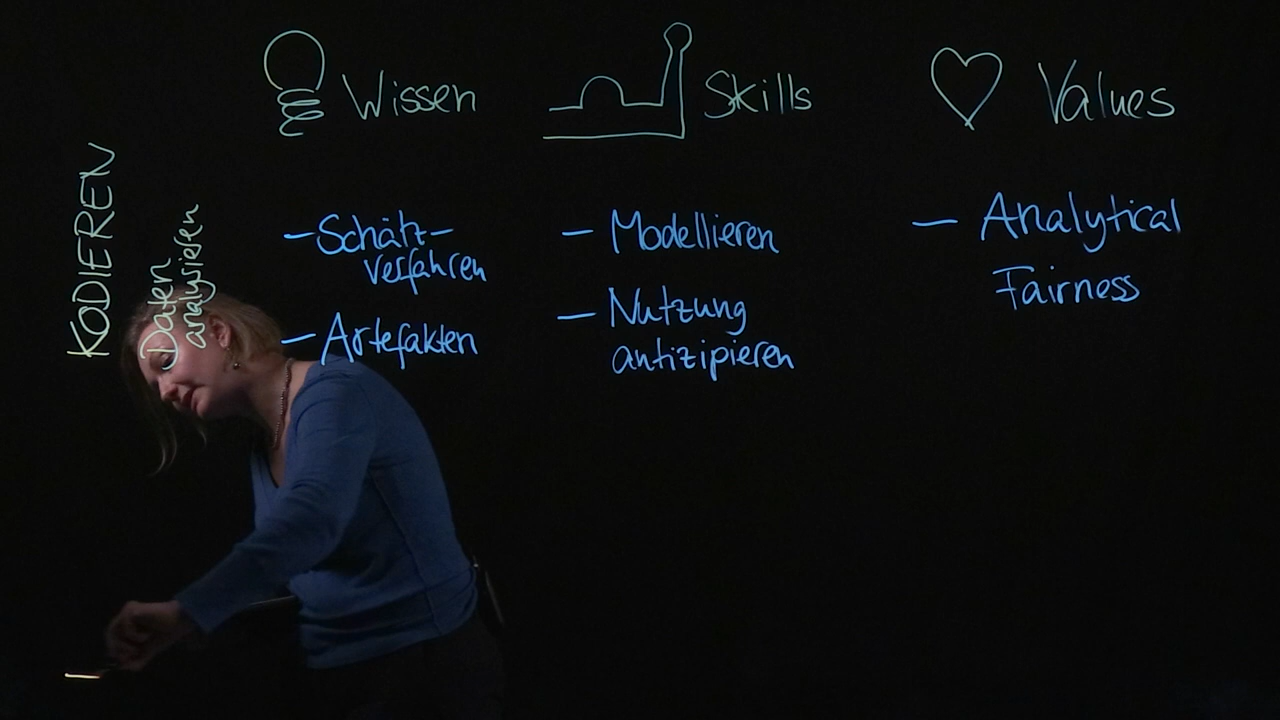 Wissen
Skills
Values
KODIEREN
Daten
analysieren
– Schätz–
verfahren
– Artefakten
– Modellieren
– Nutzung
antizipieren
– Analytical
Fairness